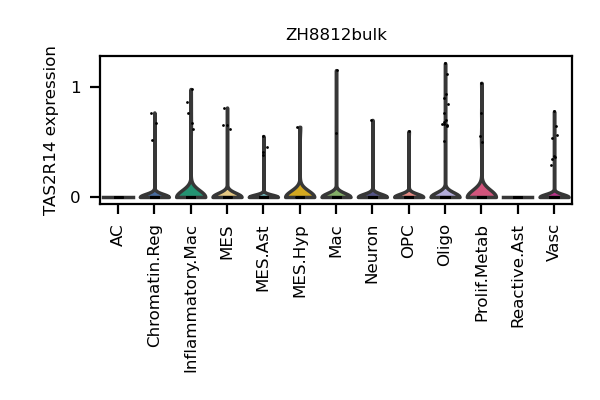 ZH8812bulk
TAS2R14 expression
1
0
AC
Chromatin.Reg
Inflammatory.Mac
MES
MES.Ast
MES.Hyp
Mac
Neuron
OPC
Oligo
Prolif.Metab
Reactive.Ast
Vasc